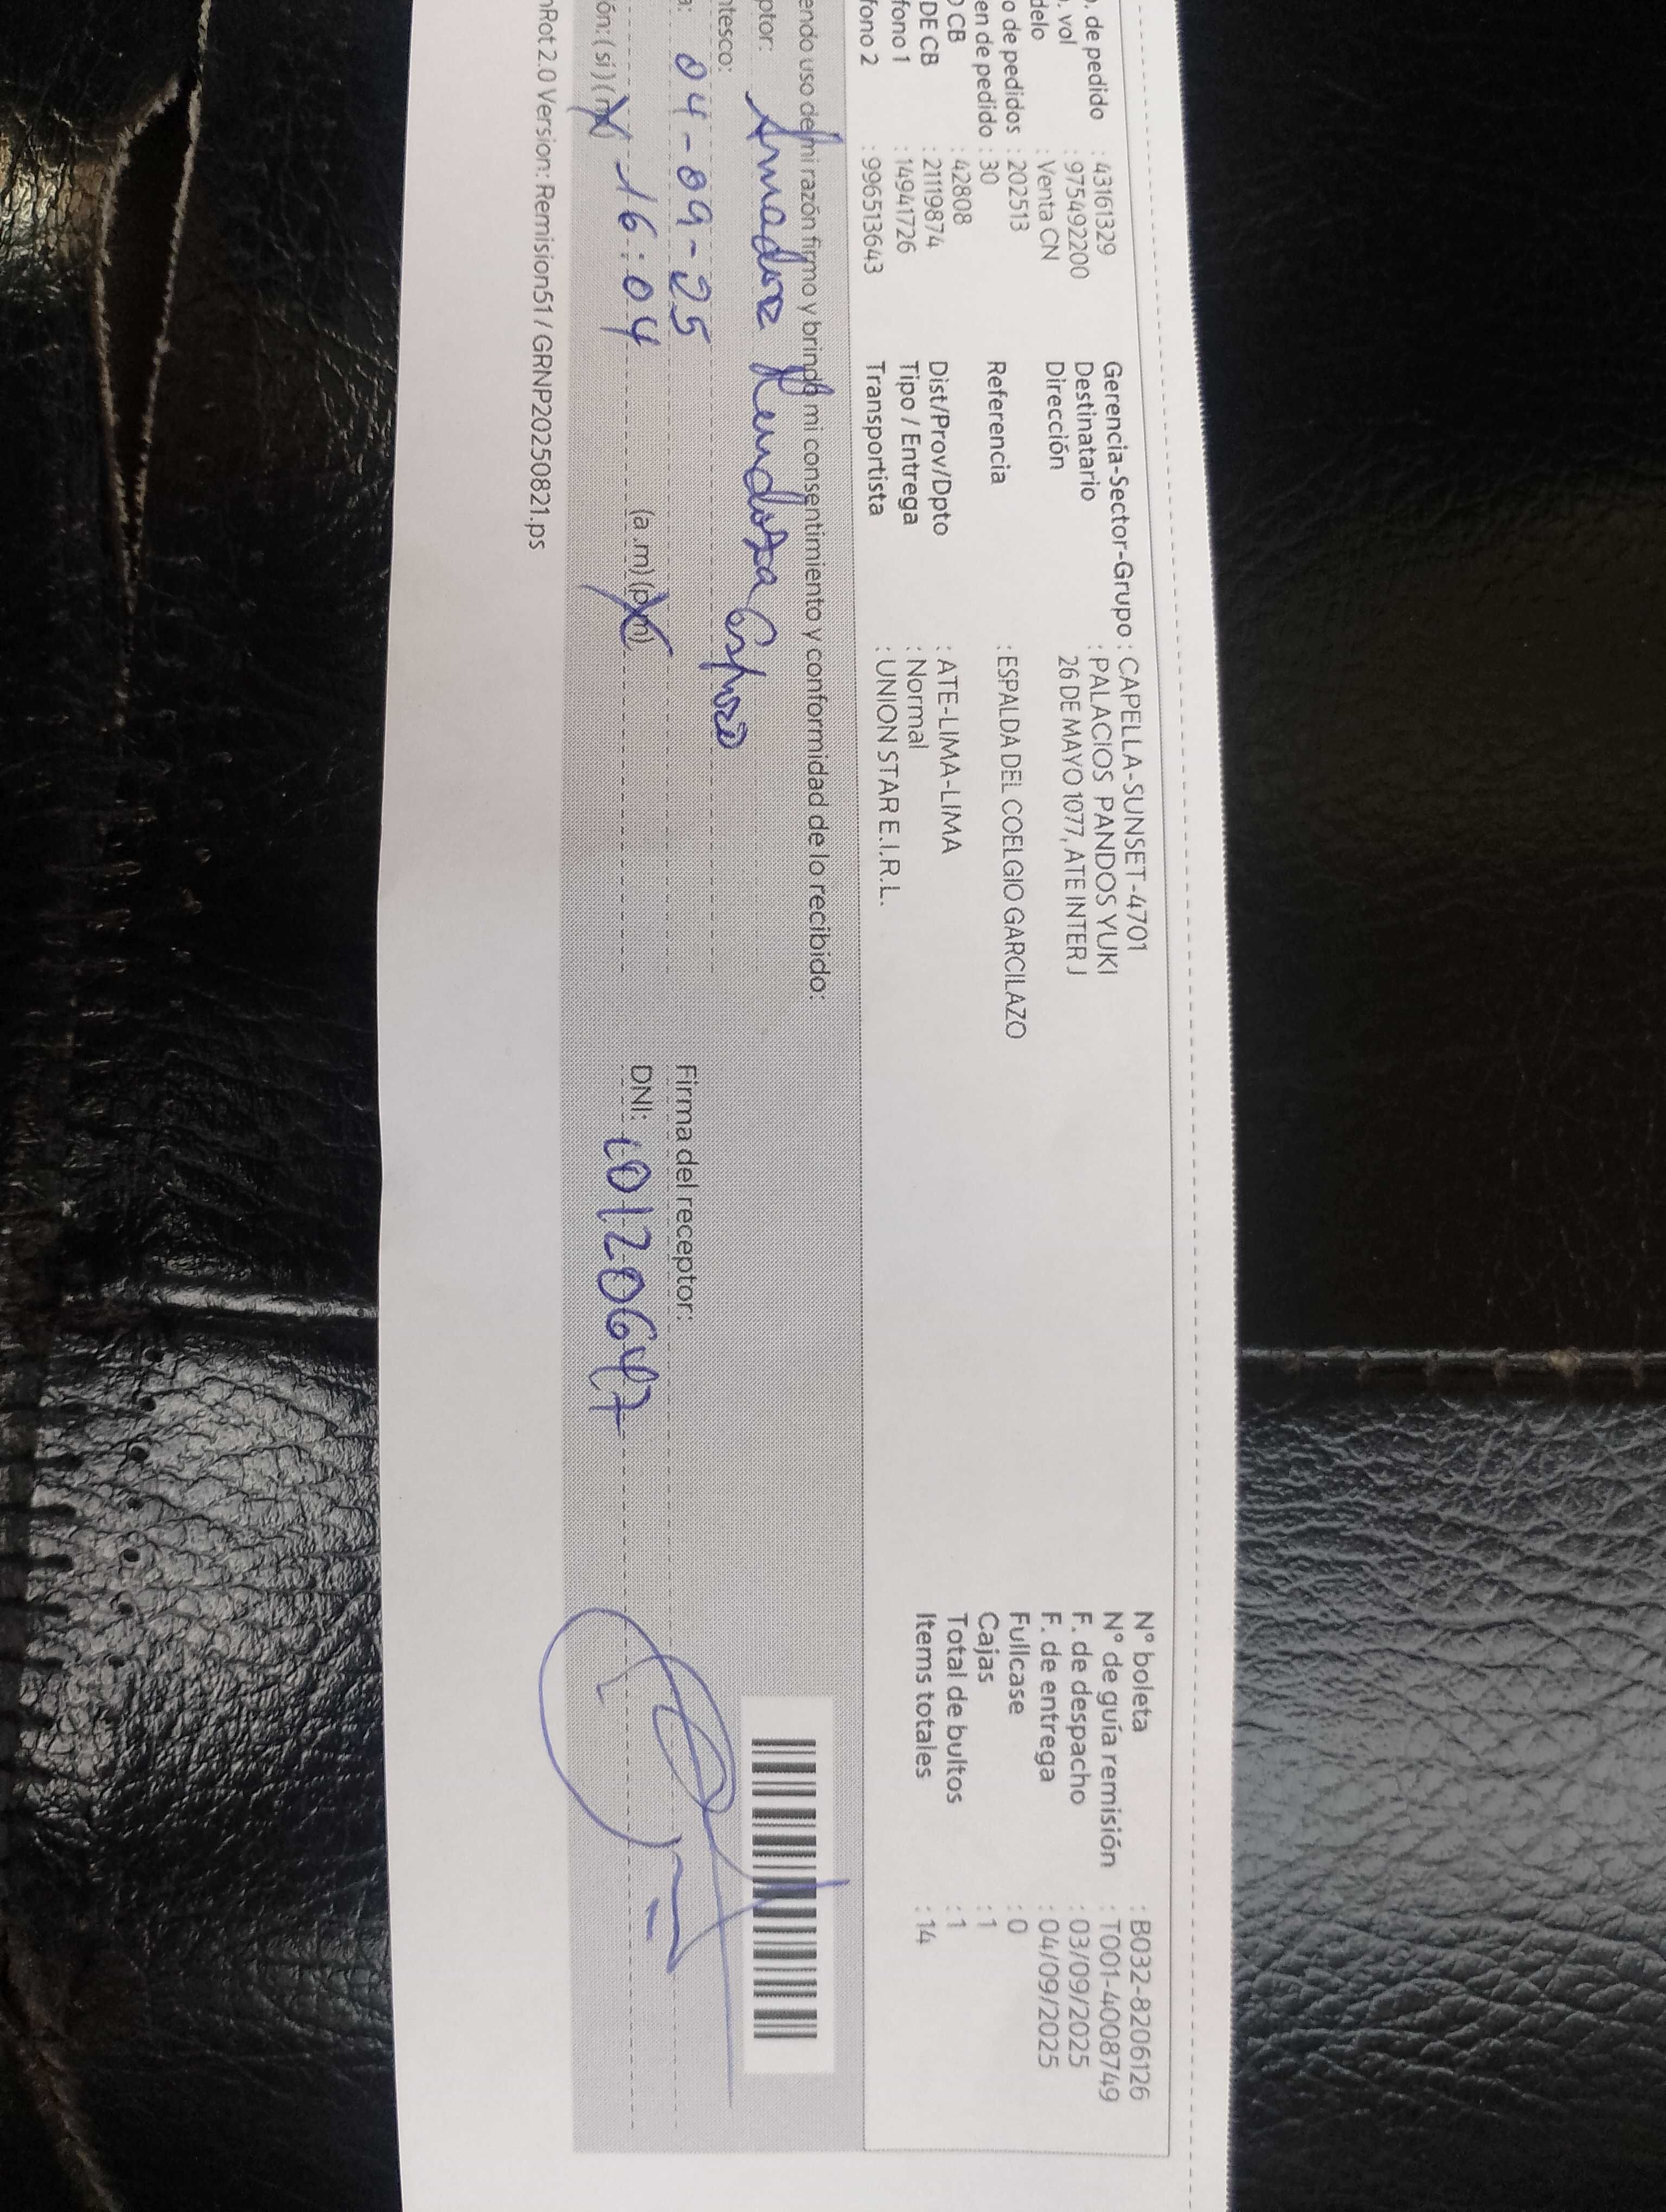 . de pedido : 43161329
. vol : 975492200
delo : Venta CN
o de pedidos : 202513
en de pedido : 30
O CB : 42808
DE CB : 21119874
fono 1 : 14941726
fono 2 : 996513643
Gerencia-Sector-Grupo : CAPELLA-SUNSET-4701
Destinatario : PALACIOS PANDOS YUKI
Dirección 26 DE MAYO 1077, ATE INTER J
Referencia : ESPALDA DEL COELGIO GARCILAZO
Dist/Prov/Dpto : ATE-LIMA-LIMA
Tipo / Entrega : Normal
Transportista : UNION STAR E.I.R.L.
N° boleta : B032-8206126
N° de guía remisión : T001-4008749
F. de despacho : 03/09/2025
F. de entrega : 04/09/2025
Fullcase : 0
Cajas : 1
Total de bultos : 1
Items totales : 14
endo uso de mi razón firmo y brindo mi consentimiento y conformidad de lo recibido:
ptor: Amador Mendoza Esposo
ntesco:
a: 04-09-25
ón: ( si ) ( n 16:04 (a .m) (p.m)
Firma del receptor:
DNI: 10120647
nRot 2.0 Version: Remision51 / GRNP20250821.ps